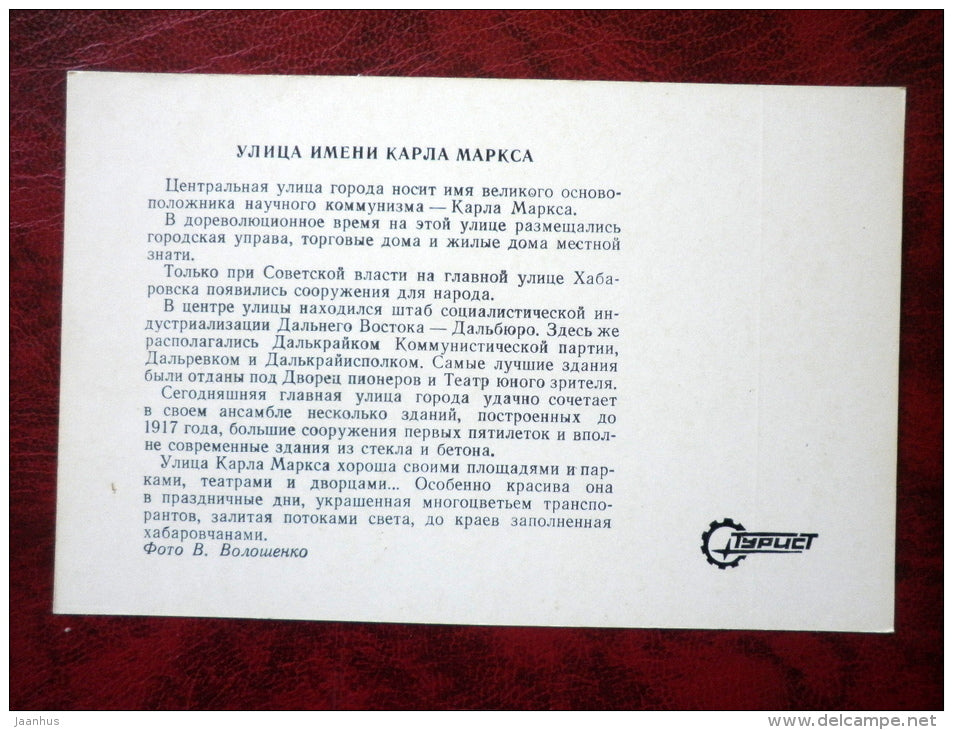 УЛИЦА ИМЕНИ КАРЛА МАРКСА
Центральная улица города носит имя великого осново-
положника научного коммунизма — Карла Маркса.
В дореволюционное время на этой улице размещались
городская управа, торговые дома и жилые дома местной
знати.
Только при Советской власти на главной улице Хаба-
ровска появились сооружения для народа.
В центре улицы находился штаб социалистической ин-
дустриализации Дальнего Востока — Дальбюро. Здесь же
располагались Далькрайком Коммунистической партии,
Дальревком и Далькрайисполком. Самые лучшие здания
были отданы под Дворец пионеров и Театр юного зрителя.
Сегодняшняя главная улица города удачно сочетает
в своем ансамбле несколько зданий, построенных до
1917 года, большие сооружения первых пятилеток и впол-
не современные здания из стекла и бетона.
Улица Карла Маркса хороша своими площадями и пар-
ками, театрами и дворцами... Особенно красива она
в праздничные дни, украшенная многоцветьем транспо-
рантов, залитая потоками света, до краев заполненная
хабаровчанами.
Фото В. Волошенко
ТУРИСТ
jaanhus
www.delcampe.net